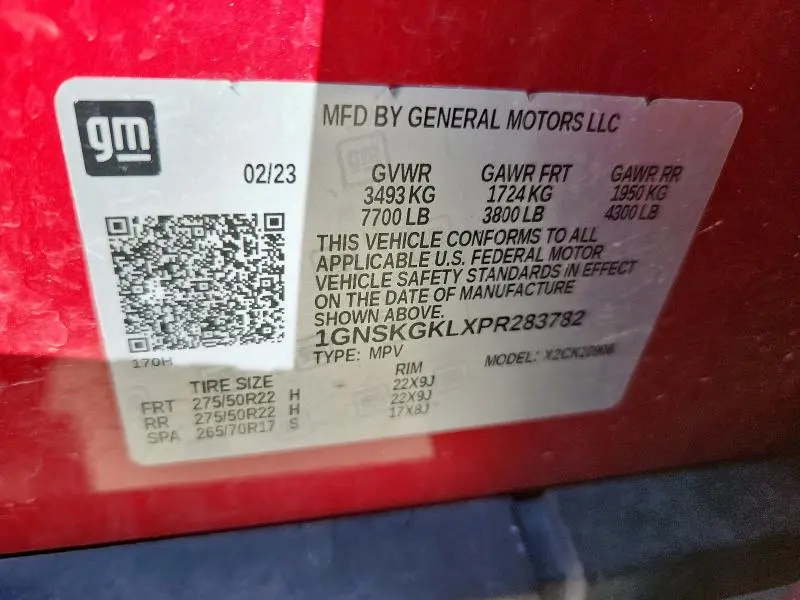 gm
MFD BY GENERAL MOTORS LLC
02/23
GVWR GAWR FRT GAWR RR
3493 KG 1724 KG 1950 KG
7700 LB 3800 LB 4300 LB
THIS VEHICLE CONFORMS TO ALL
APPLICABLE U.S. FEDERAL MOTOR
VEHICLE SAFETY STANDARDS IN EFFECT
ON THE DATE OF MANUFACTURE
SHOWN ABOVE.
1GNSKGKLXPR283782
170H
TYPE: MPV MODEL:
TIRE SIZE RIM
FRT 275/50R22 H 22X9J
RR 275/50R22 H 22X9J
SPA 265/70R17 S 17X8J